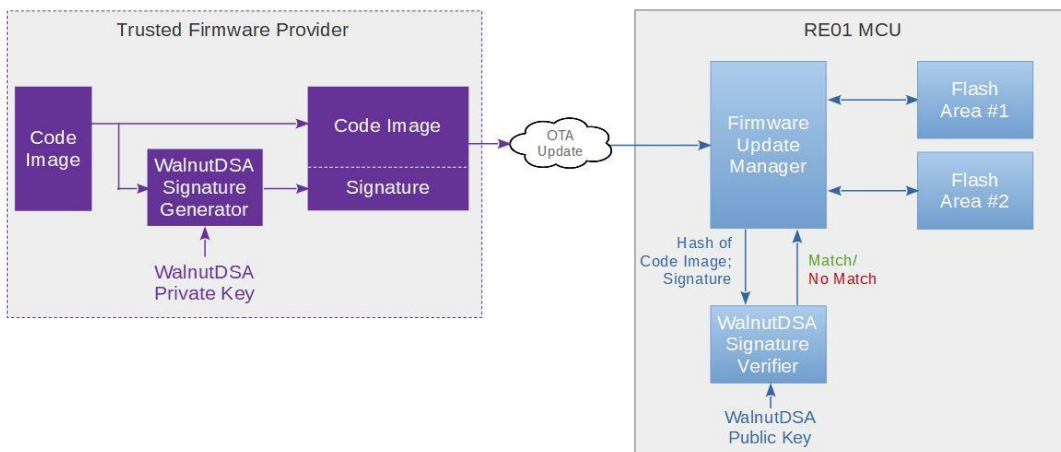 Trusted Firmware Provider
Code
Image
WalnutDSA
Signature
Generator
WalnutDSA
Private Key
Code Image
Signature
OTA
Update
RE01 MCU
Firmware
Update
Manager
Flash
Area #1
Flash
Area #2
Hash of
Code Image;
Signature
Match/
No Match
WalnutDSA
Signature
Verifier
WalnutDSA
Public Key